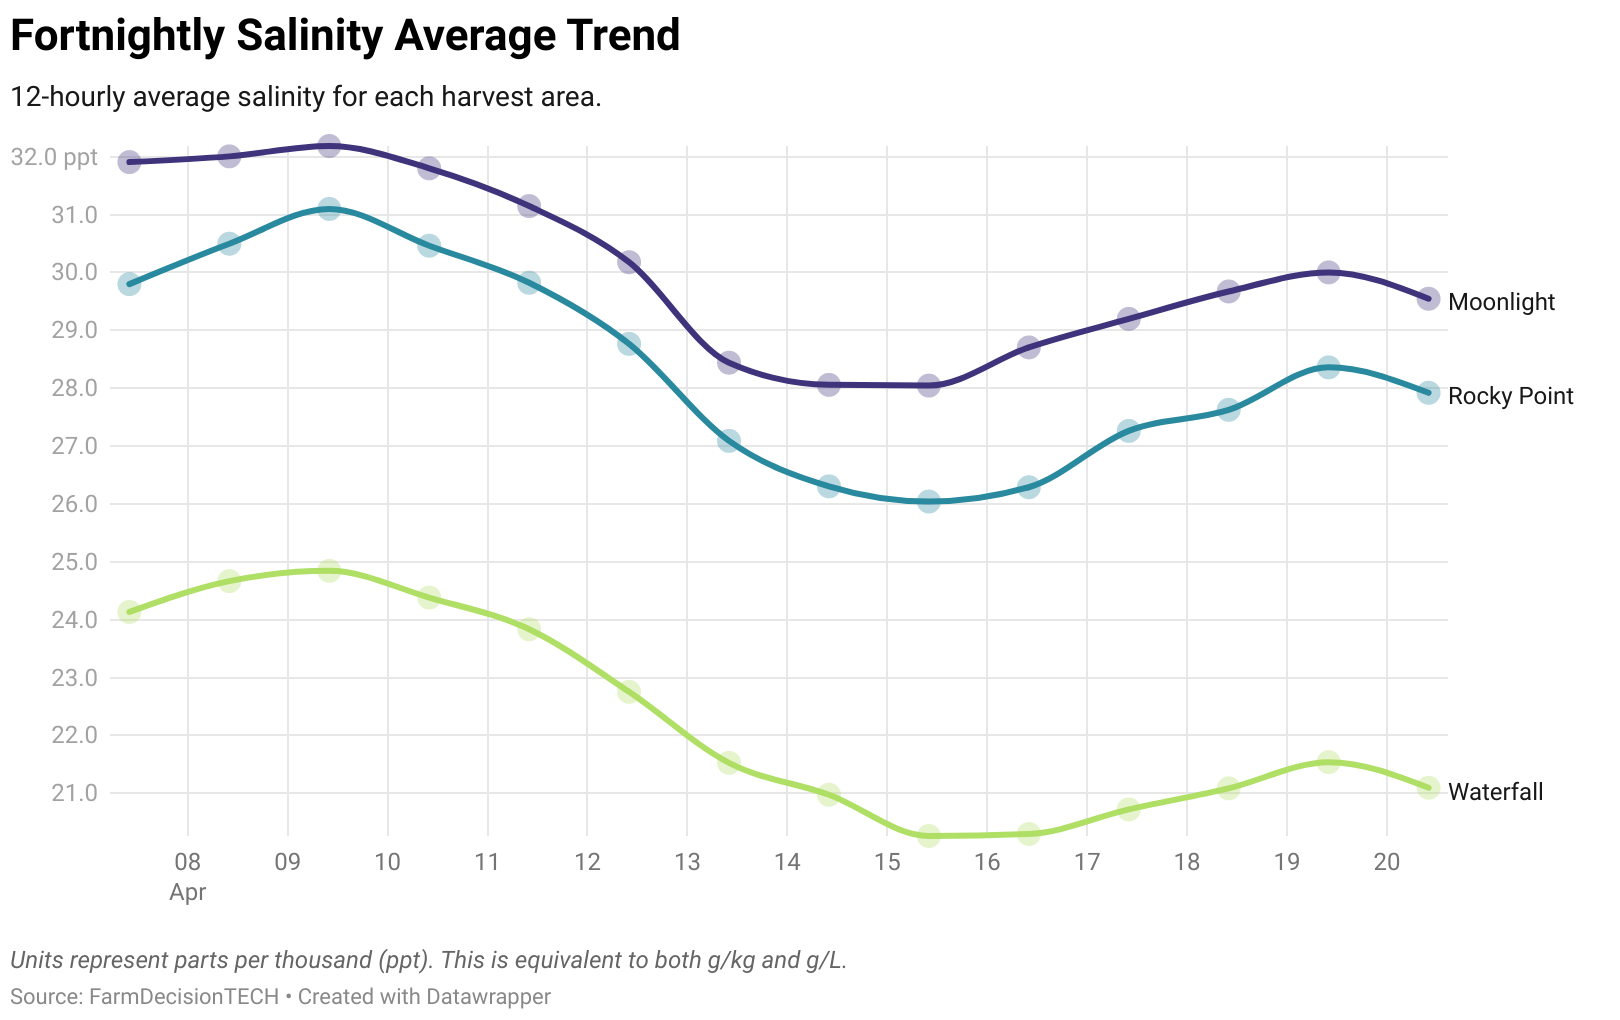 Fortnightly Salinity Average Trend
12-hourly average salinity for each harvest area.
32.0 ppt
31.0
30.0
29.0
28.0
27.0
26.0
25.0
24.0
23.0
22.0
21.0
Moonlight
Rocky Point
Waterfall
08 09 10 11 12 13 14 15 16 17 18 19 20
Apr
Units represent parts per thousand (ppt). This is equivalent to both g/kg and g/L.
Source: FarmDecisionTECH • Created with Datawrapper